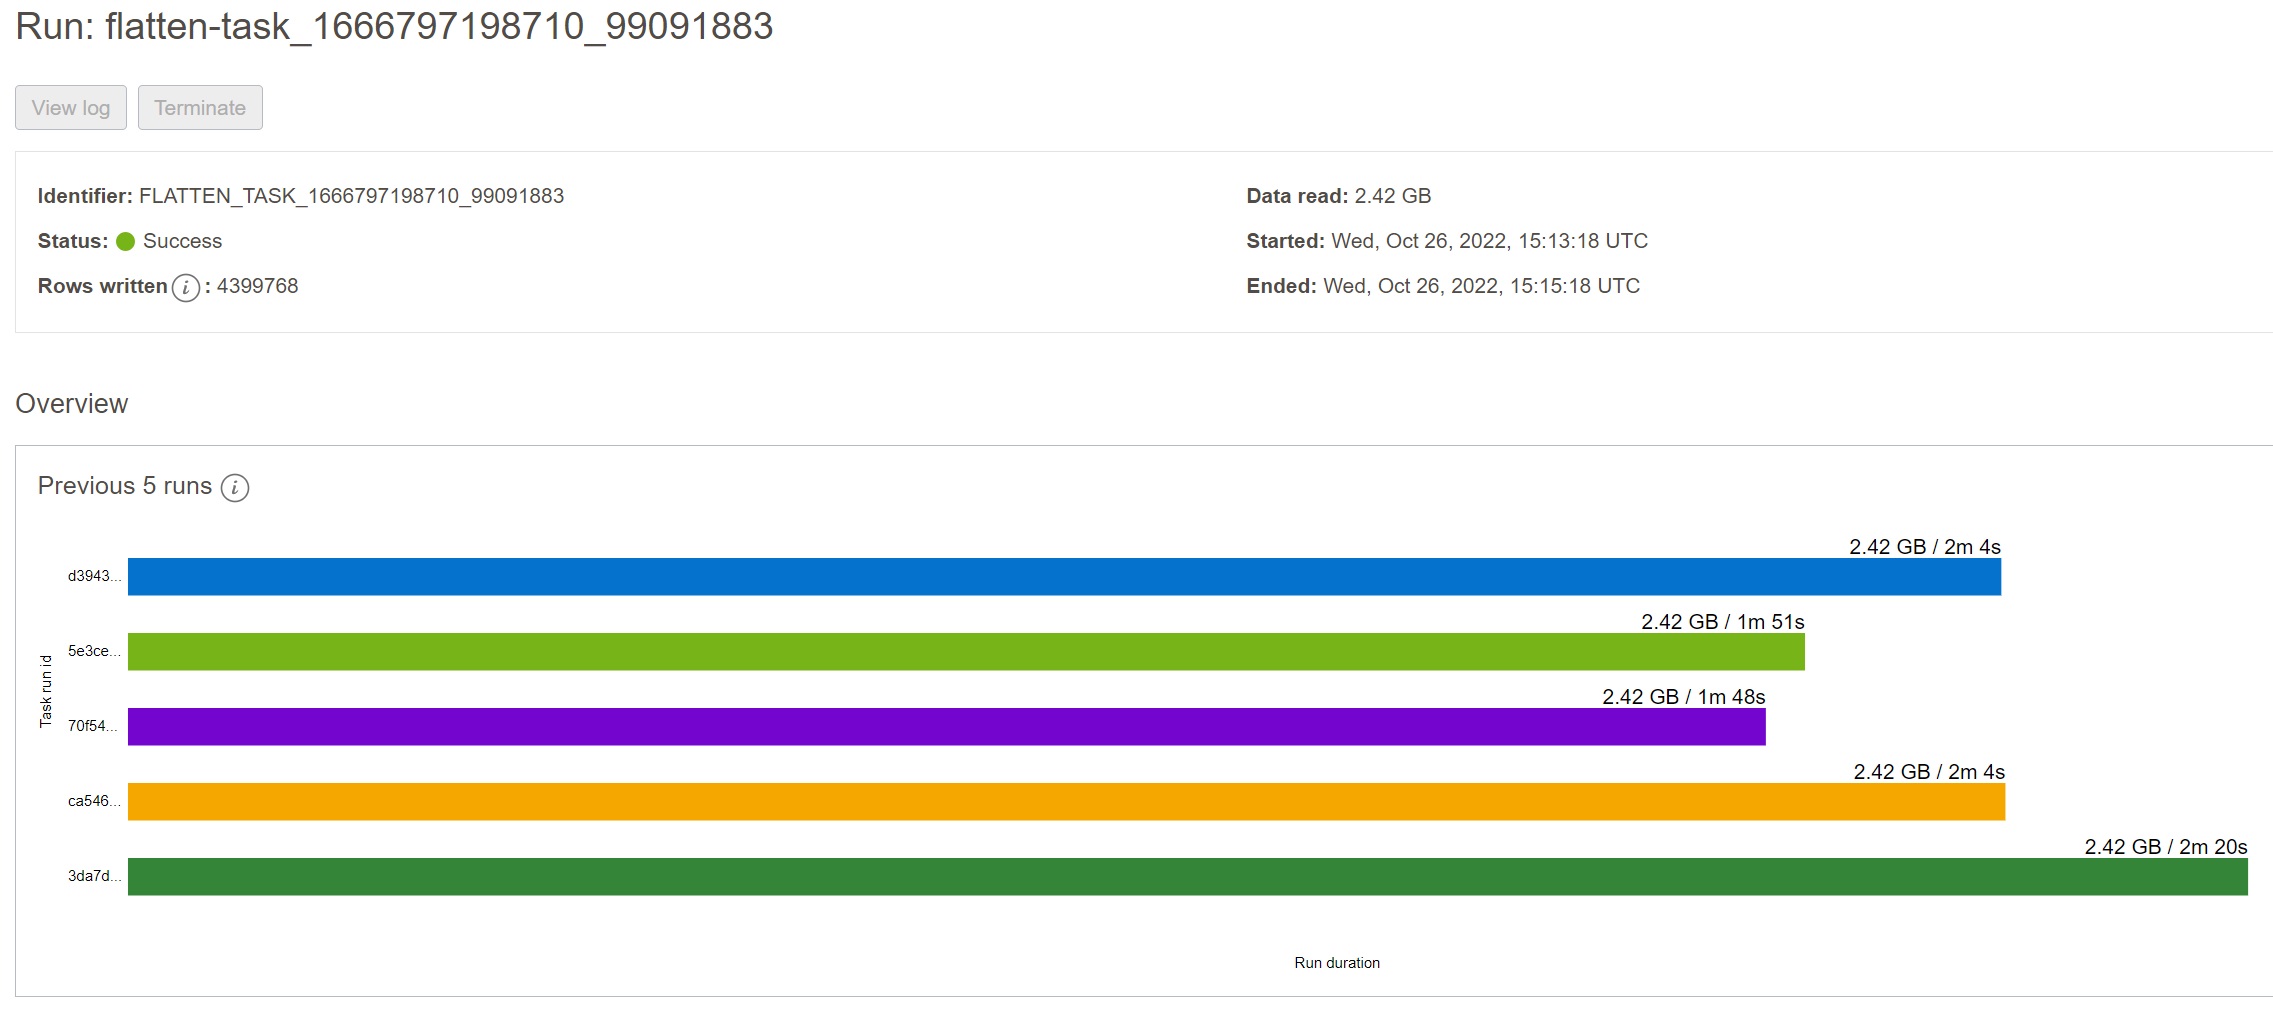 Run: flatten-task_1666797198710_99091883
View log Terminate
Identifier: FLATTEN_TASK_1666797198710_99091883
Status: Success
Rows written i : 4399768
Data read: 2.42 GB
Started: Wed, Oct 26, 2022, 15:13:18 UTC
Ended: Wed, Oct 26, 2022, 15:15:18 UTC
Overview
Previous 5 runs i
Task run id
2.42 GB / 2m 4s
d3943...
2.42 GB / 1m 51s
5e3ce...
2.42 GB / 1m 48s
70f54...
2.42 GB / 2m 4s
ca546...
2.42 GB / 2m 20s
3da7d...
Run duration